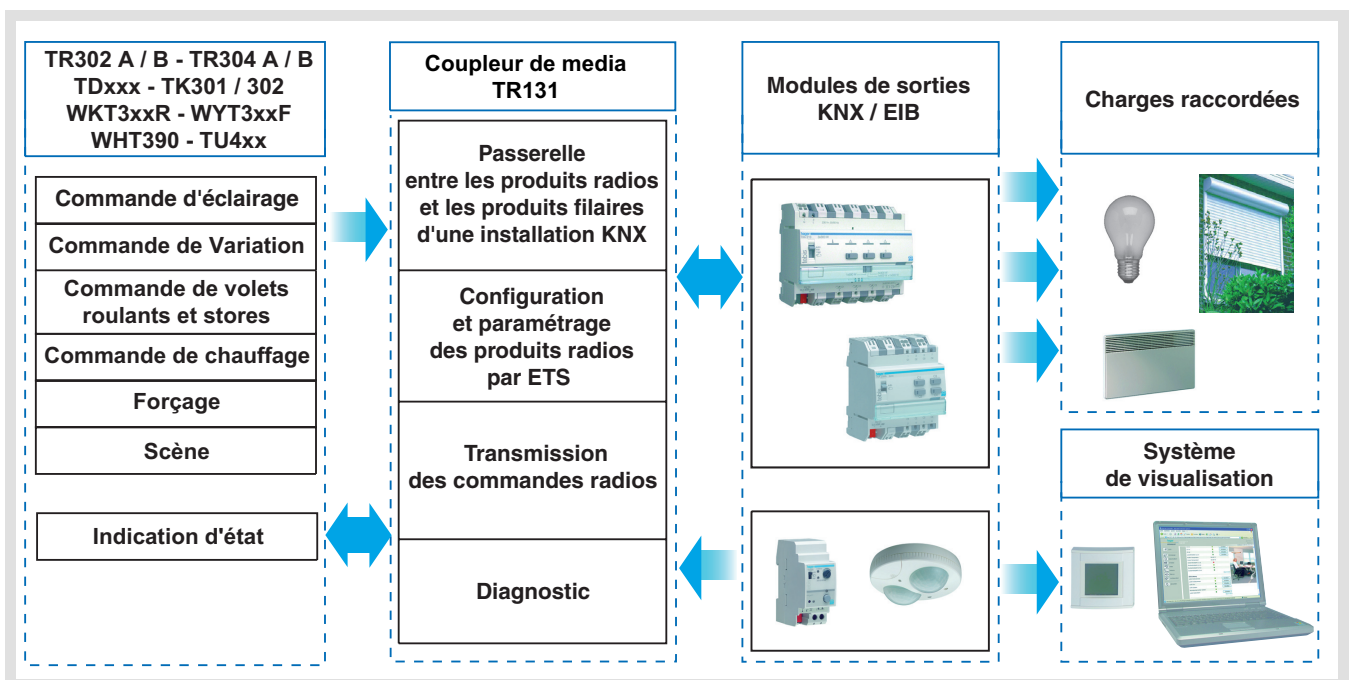 TR302 A / B - TR304 A / B
TDxxx - TK301 / 302
WKT3xxR - WYT3xxF
WHT390 - TU4xx
Commande d'éclairage
Commande de Variation
Commande de volets
roulants et stores
Commande de chauffage
Forçage
Scène
Indication d'état
Coupleur de media
TR131
Passerelle
entre les produits radios
et les produits filaires
d'une installation KNX
Configuration
et paramétrage
des produits radios
par ETS
Transmission
des commandes radios
Diagnostic
Modules de sorties
KNX / EIB
Charges raccordées
Système
de visualisation